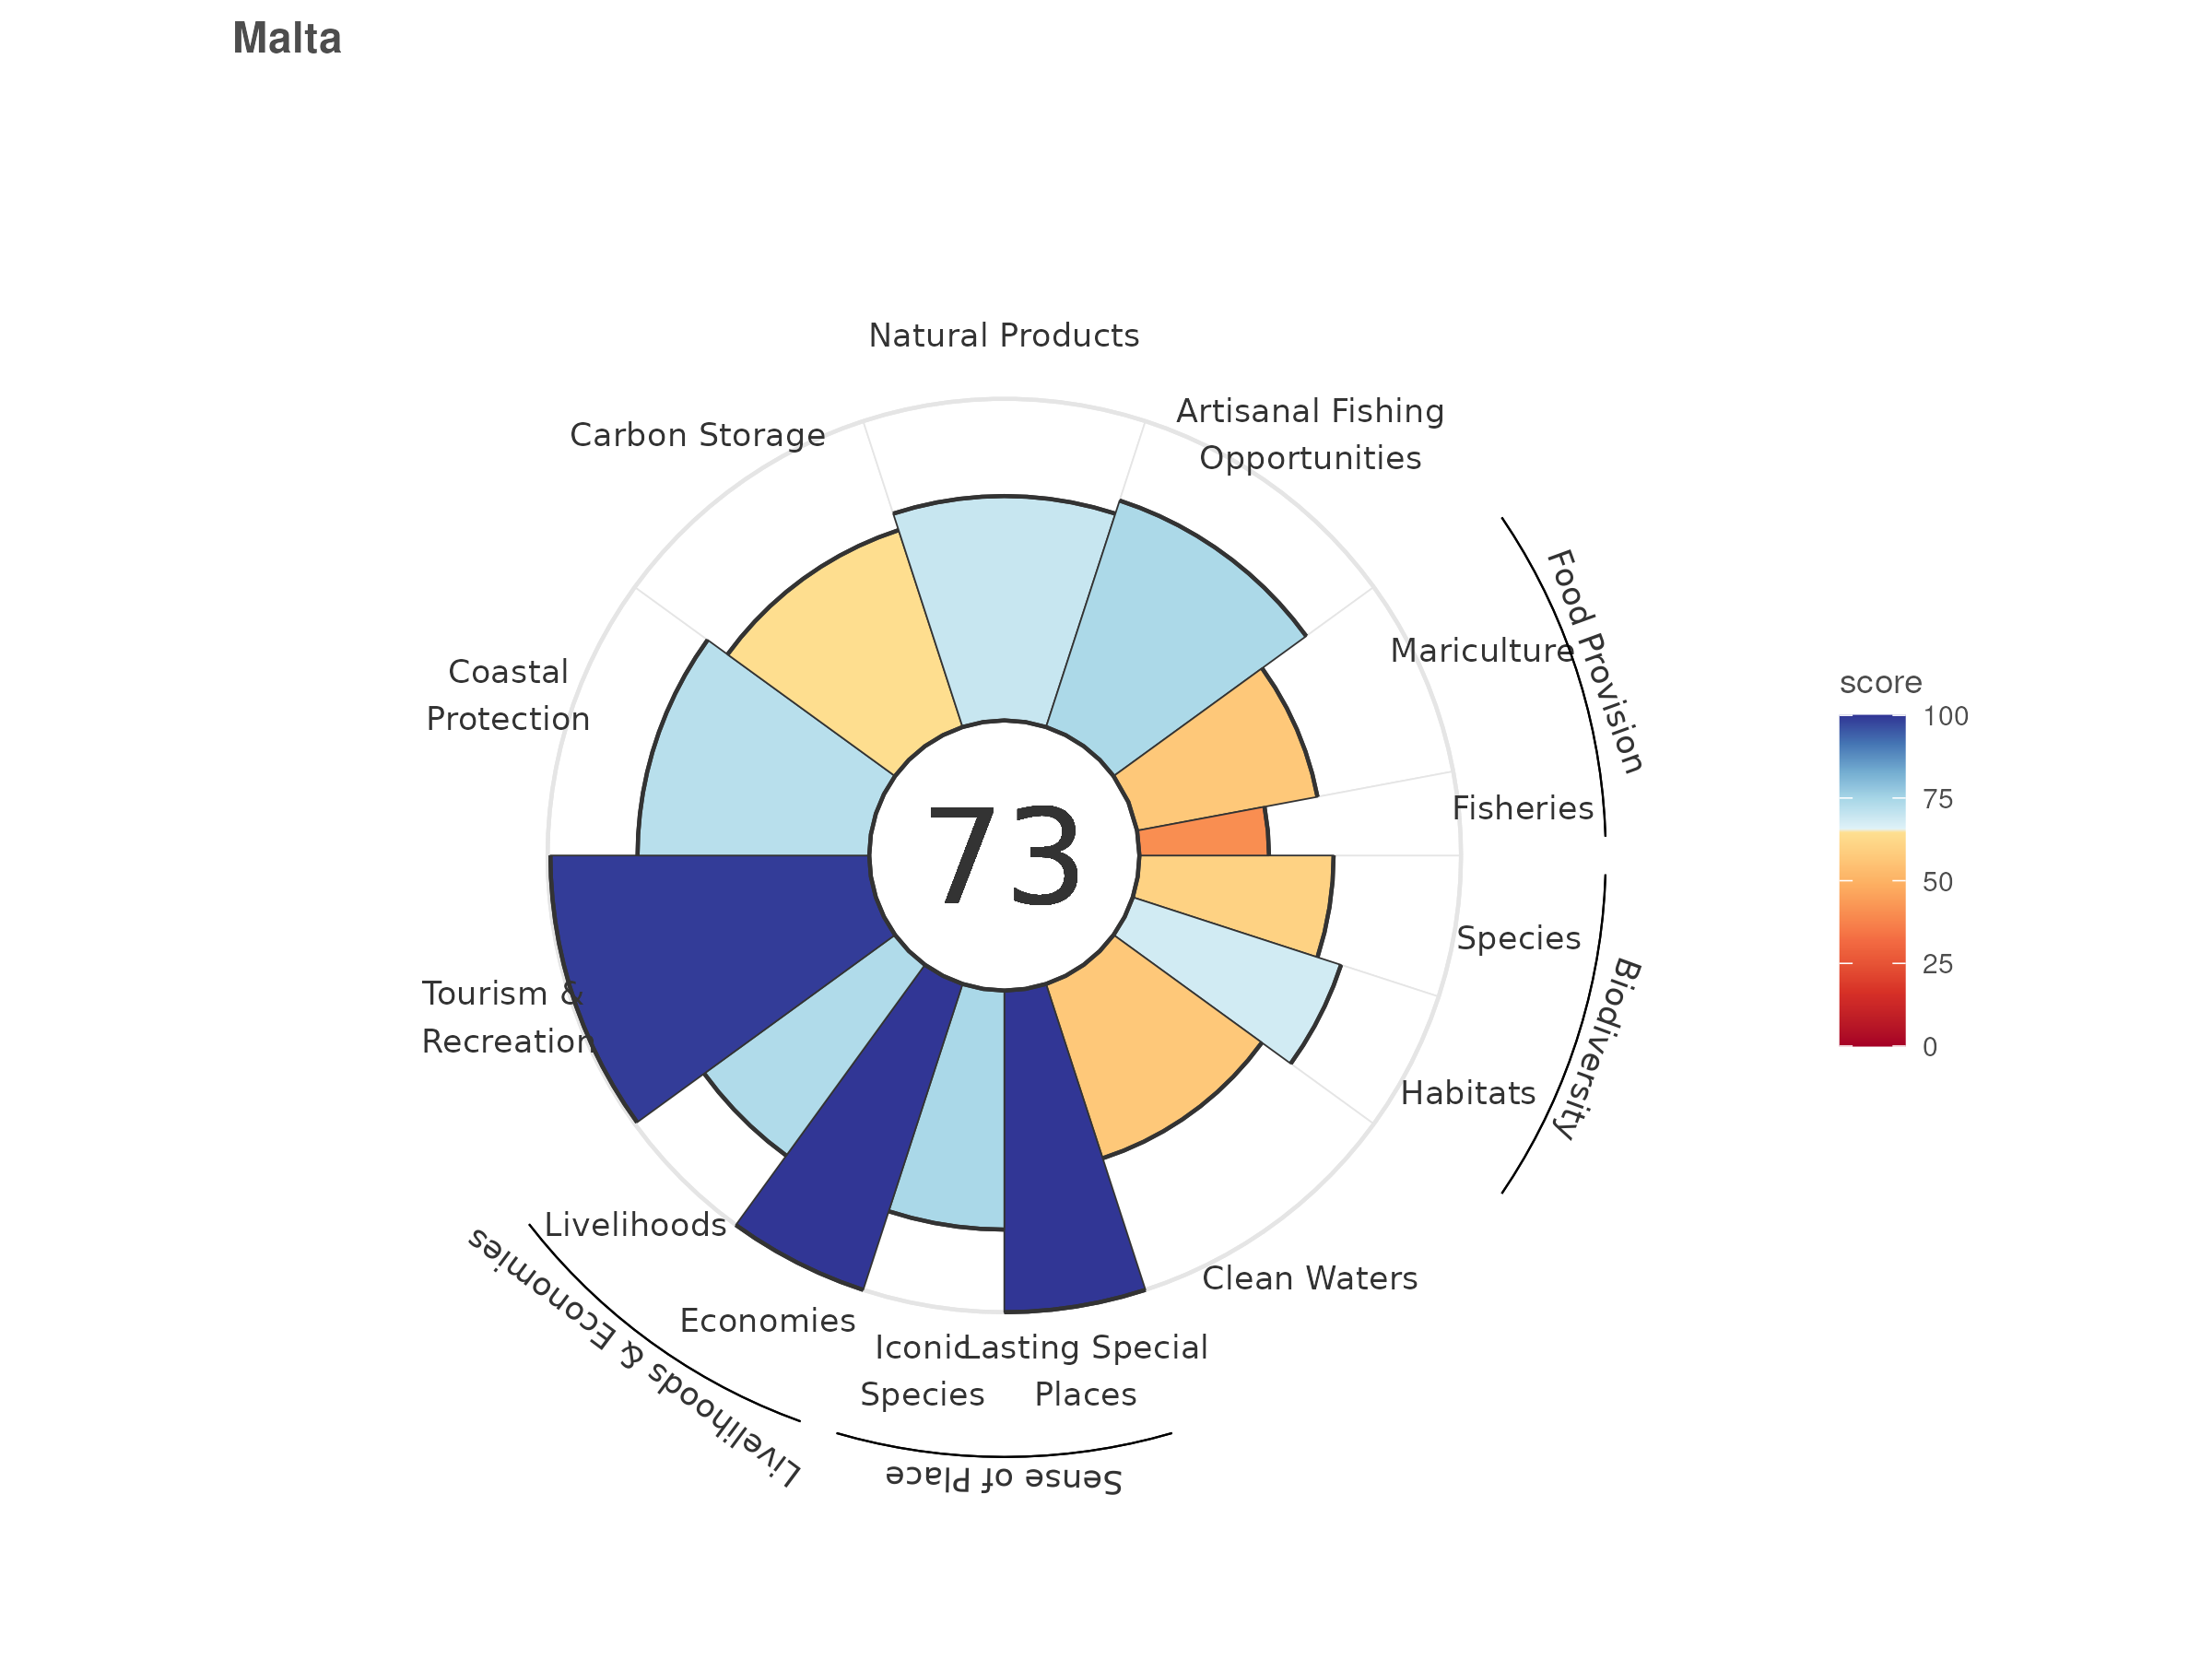 Malta
Natural Products
Artisanal Fishing
Opportunities
Carbon Storage
Food Provision
Mariculture
Coastal
Protection
score
100
75
50
25
0
Fisheries
73
Species
Biodiversity
Tourism &
Recreation
Habitats
Livelihoods
Clean Waters
Economies
Livelihoods & Economies
Iconic
Species
Lasting Special
Places
Sense of Place